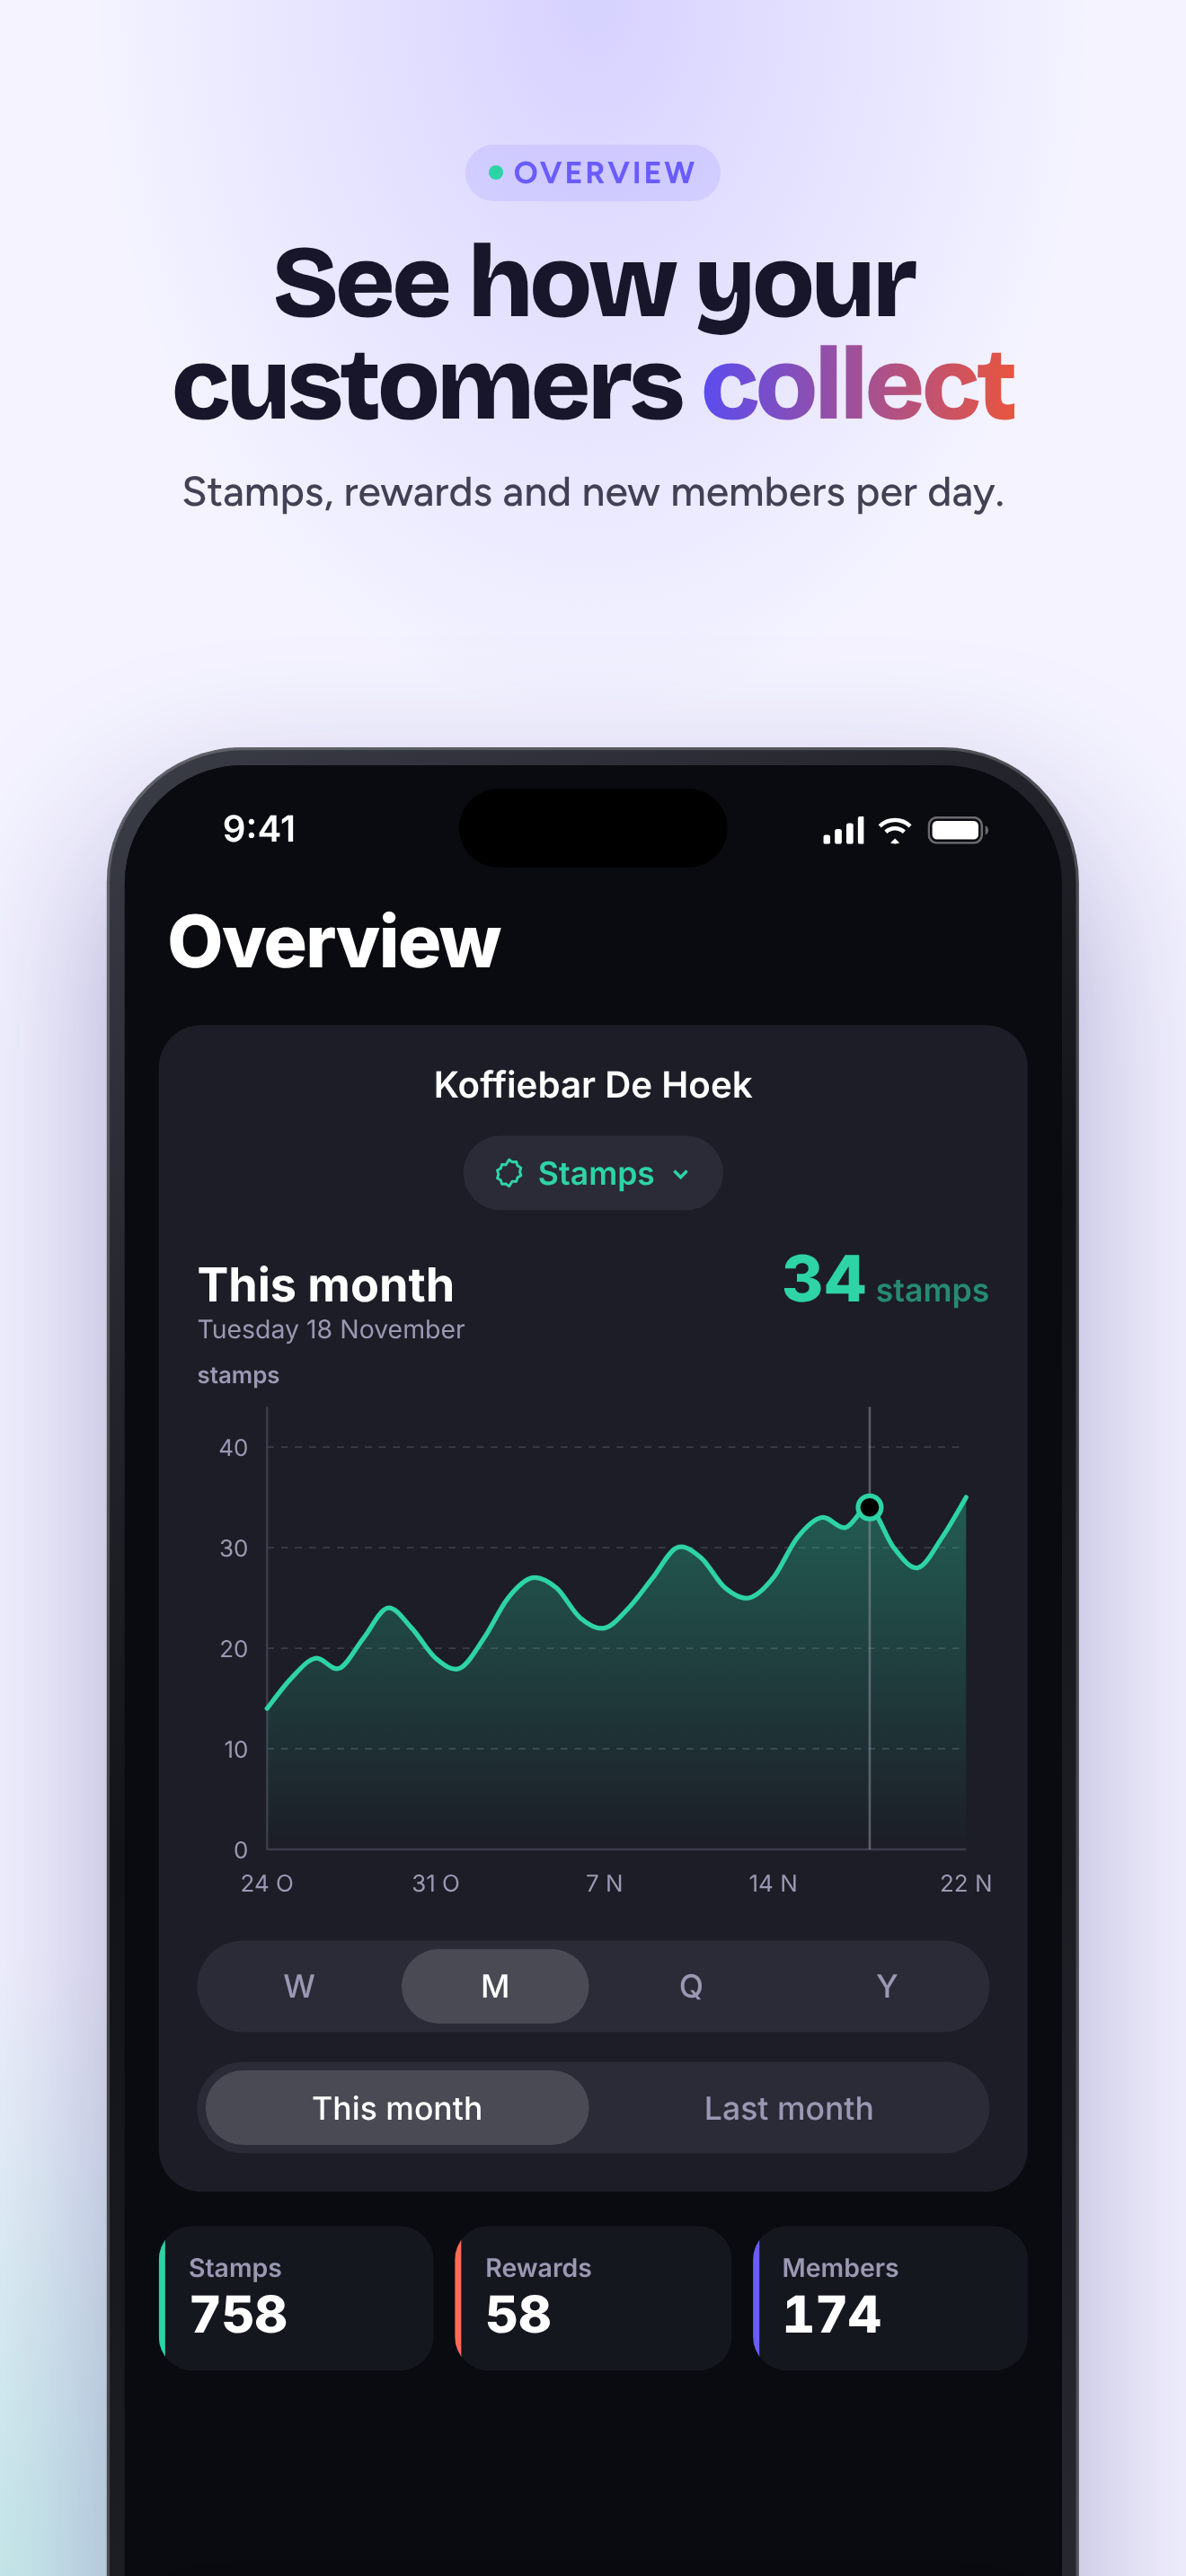 OVERVIEW
See how your
customers collect
Stamps, rewards and new members per day.
9:41
Overview
Koffiebar De Hoek
Stamps
This month
34 stamps
Tuesday 18 November
stamps
40
30
20
10
0
24 O
31 O
7 N
14 N
22 N
W
M
Q
Y
This month
Last month
Stamps
758
Rewards
58
Members
174